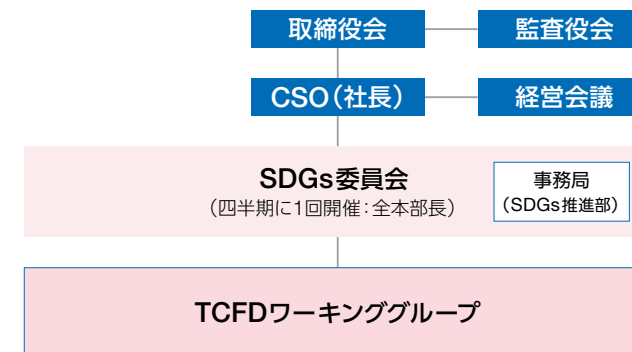 取締役会
監査役会
CSO（社長）
経営会議
SDGs委員会
（四半期に1回開催：全本部長）
事務局
（SDGs推進部）
TCFDワーキンググループ